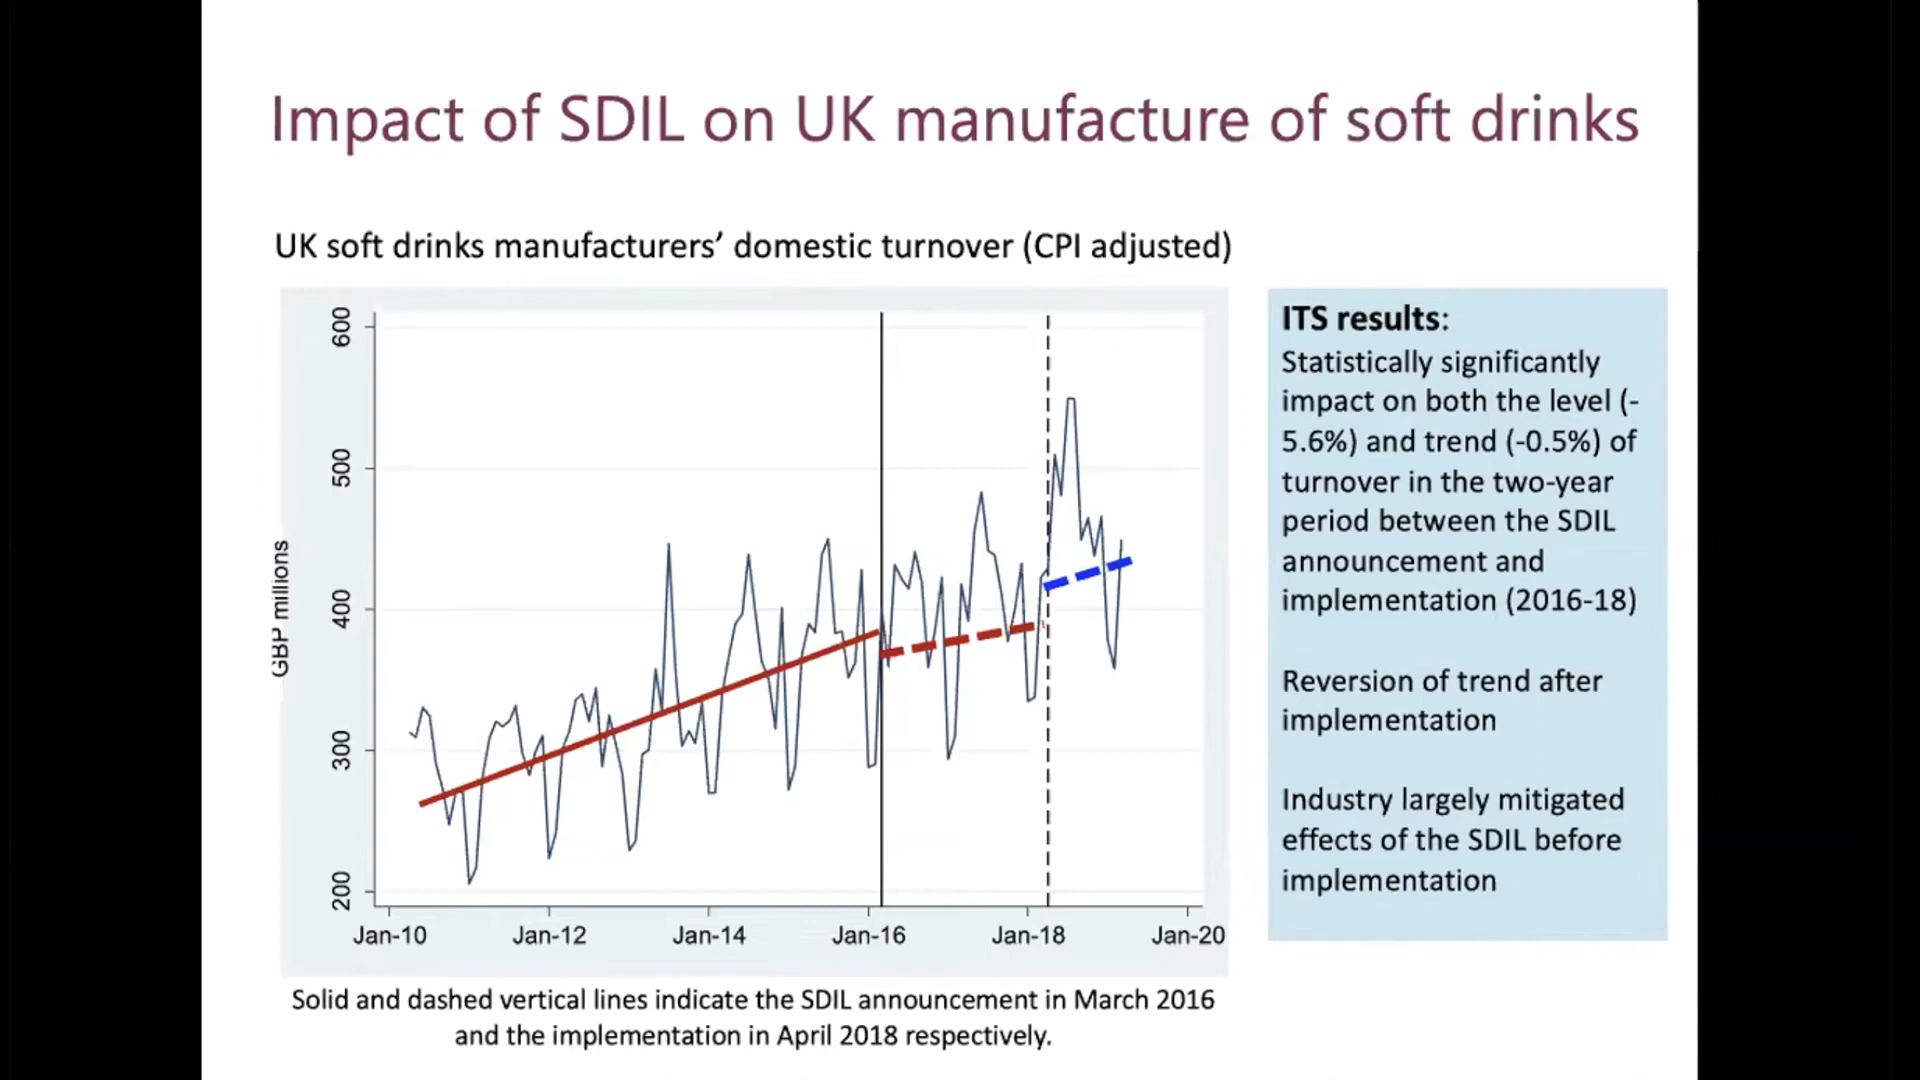 Impact of SDIL on UK manufacture of soft drinks
UK soft drinks manufacturers’ domestic turnover (CPI adjusted)
GBP millions
600
500
400
300
200
Jan-10
Jan-12
Jan-14
Jan-16
Jan-18
Jan-20
Solid and dashed vertical lines indicate the SDIL announcement in March 2016
and the implementation in April 2018 respectively.
ITS results:
Statistically significantly
impact on both the level (-
5.6%) and trend (-0.5%) of
turnover in the two-year
period between the SDIL
announcement and
implementation (2016-18)
Reversion of trend after
implementation
Industry largely mitigated
effects of the SDIL before
implementation